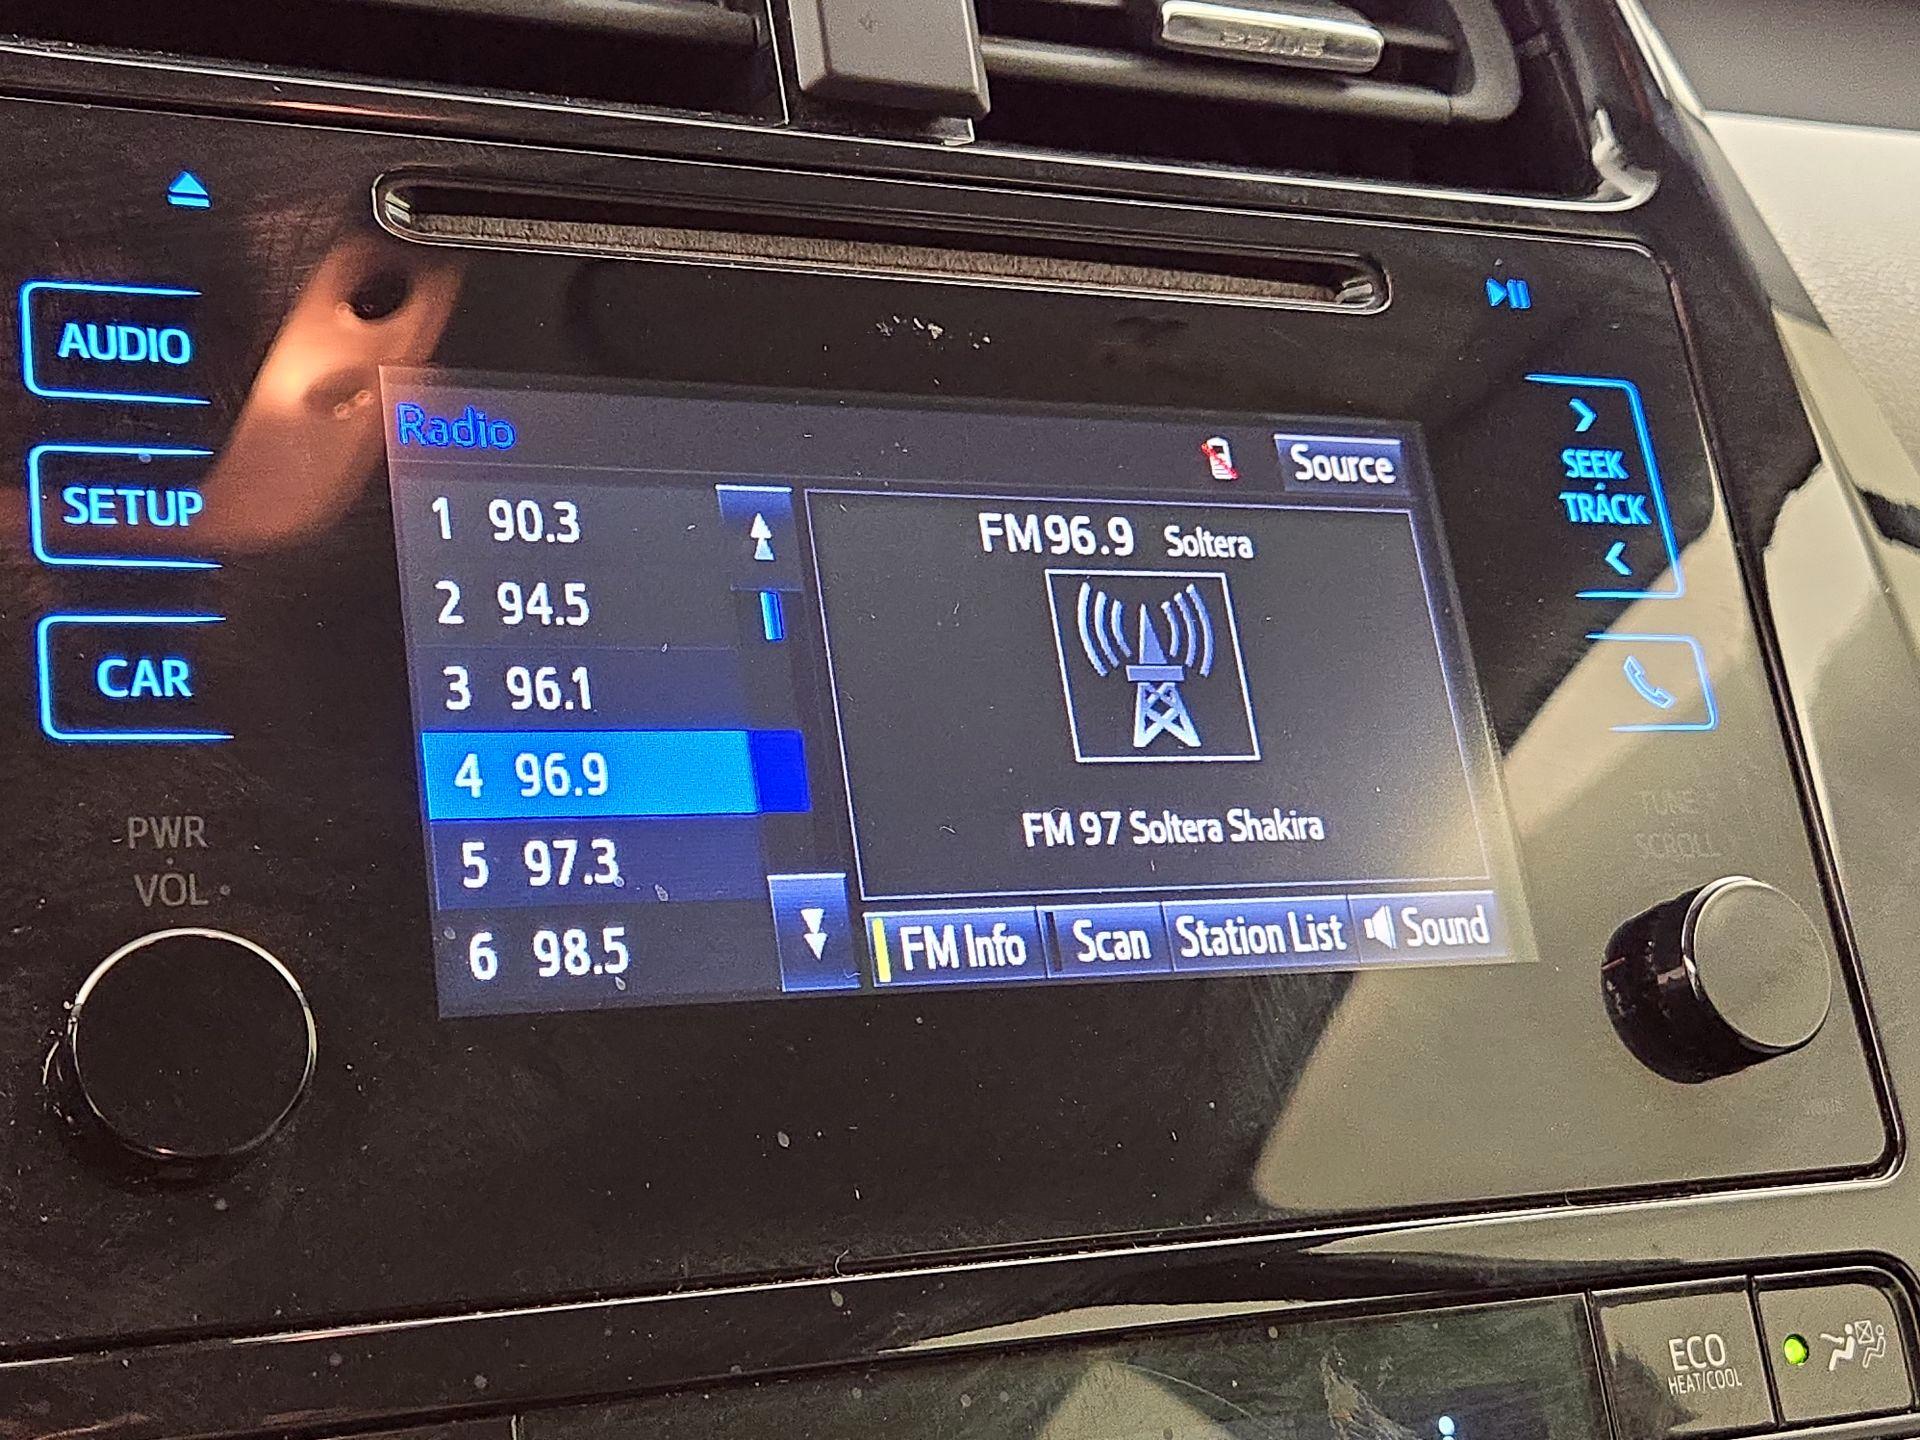 AUDIO
SETUP
CAR
PWR
VOL
Radio
Source
1 90.3
2 94.5
3 96.1
4 96.9
5 97.3
6 98.5
FM96.9 Soltera
FM 97 Soltera Shakira
FM Info
Scan
Station List
Sound
SEEK
TRACK
TUNE
SCROLL
ECO
HEAT/COOL